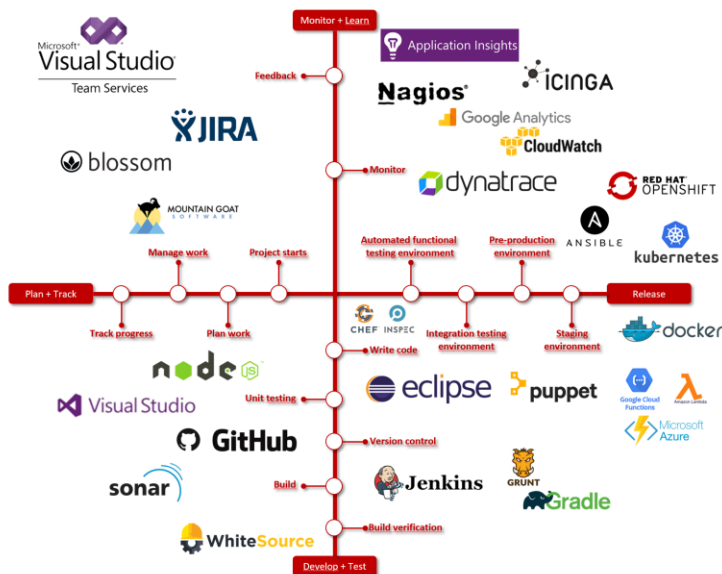 Monitor + Learn
Microsoft®
Visual Studio®
Team Services
Application Insights
Feedback
Nagios®
ICINGA
JIRA
Google Analytics
CloudWatch
blossom
Monitor
dynatrace
RED HAT®
OPENSHIFT
MOUNTAIN GOAT
SOFTWARE
ANSIBLE
kubernetes
Manage work
Project starts
Automated functional
testing environment
Pre-production
environment
Plan + Track
Release
Track progress
Plan work
CHEF
INSPEC
Integration testing
environment
Staging
environment
docker
Write code
node
JS
eclipse
puppet
Google Cloud
Functions
Amazon Lambda
Visual Studio
Unit testing
Microsoft
Azure
GitHub
Version control
sonar
Build
Jenkins
GRUNT
Gradle
WhiteSource
Build verification
Develop + Test